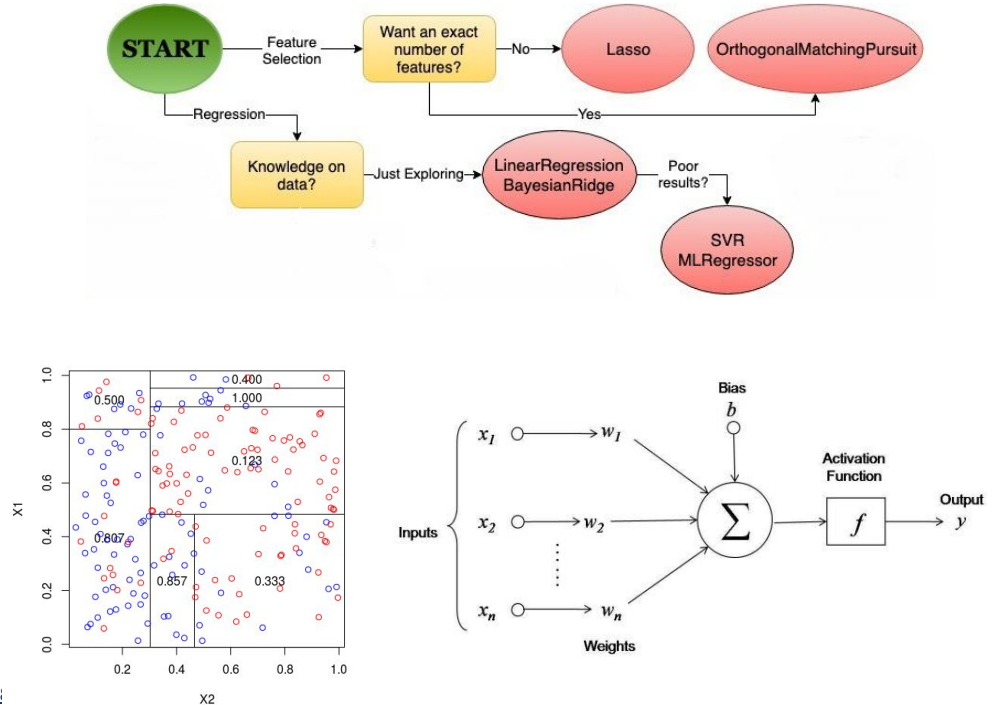 START
Feature
Selection
Want an exact
number of
features?
No
Lasso
OrthogonalMatchingPursuit
Yes
Regression
Knowledge on
data?
Just Exploring
LinearRegression
BayesianRidge
Poor
results?
SVR
MLRegressor
X1
1.0
0.8
0.6
0.4
0.2
0.0
0.500
0.400
1.000
0.123
0.807
0.857
0.333
0.2
0.4
0.6
0.8
1.0
X2
Bias
b
x1
w1
Activation
Function
Inputs
x2
w2
Σ
f
Output
y
xn
wn
Weights